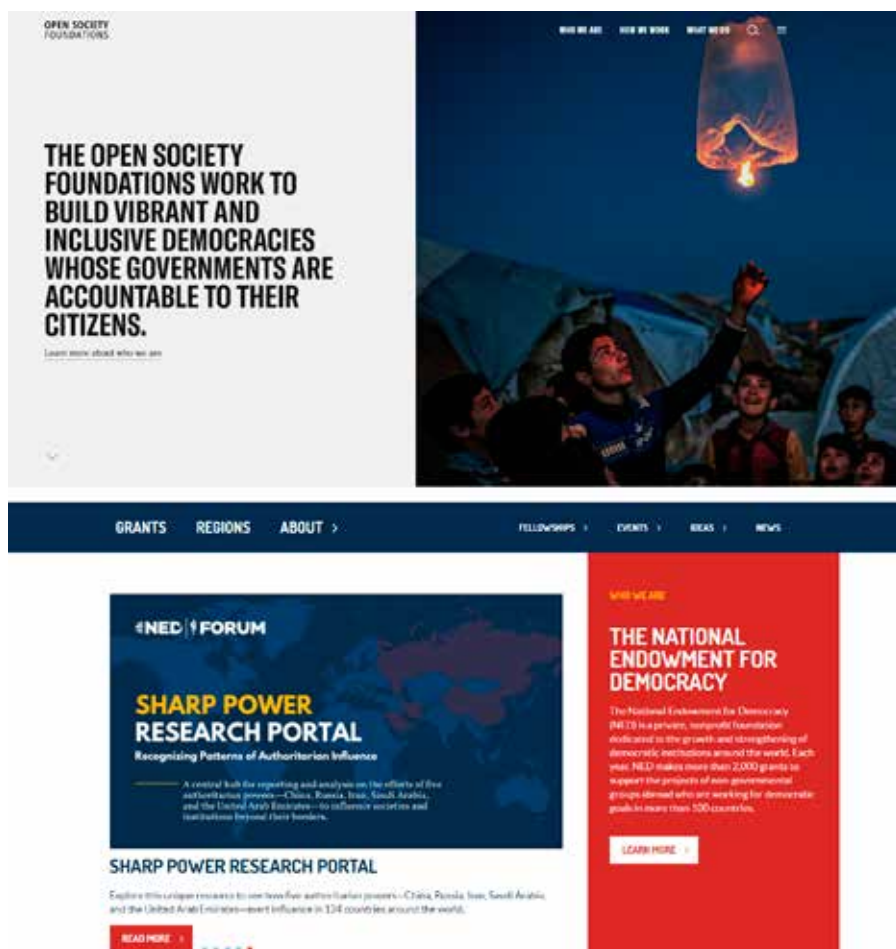 OPEN SOCIETY
FOUNDATIONS
WHO WE ARE
HOW WE WORK
WHAT WE DO
THE OPEN SOCIETY
FOUNDATIONS WORK TO
BUILD VIBRANT AND
INCLUSIVE DEMOCRACIES
WHOSE GOVERNMENTS ARE
ACCOUNTABLE TO THEIR
CITIZENS.
Learn more about who we are
GRANTS REGIONS ABOUT >
FELLOWSHIPS > EVENTS > IDEAS > NEWS
NED FORUM
SHARP POWER
RESEARCH PORTAL
Recognizing Patterns of Authoritarian Influence
A central hub for reporting and analysis on the efforts of five
authoritarian powers—China, Russia, Iran, Saudi Arabia,
and the United Arab Emirates—to influence societies and
institutions beyond their borders.
SHARP POWER RESEARCH PORTAL
Explore this unique resource to see how five authoritarian powers—China, Russia, Iran, Saudi Arabia,
and the United Arab Emirates—exert influence in 134 countries around the world.
READ MORE >
WHO WE ARE
THE NATIONAL
ENDOWMENT FOR
DEMOCRACY
The National Endowment for Democracy
(NED) is a private, nonprofit foundation
dedicated to the growth and strengthening of
democratic institutions around the world. Each
year, NED makes more than 2,000 grants to
support the projects of non-governmental
groups abroad who are working for democratic
goals in more than 100 countries.
LEARN MORE >